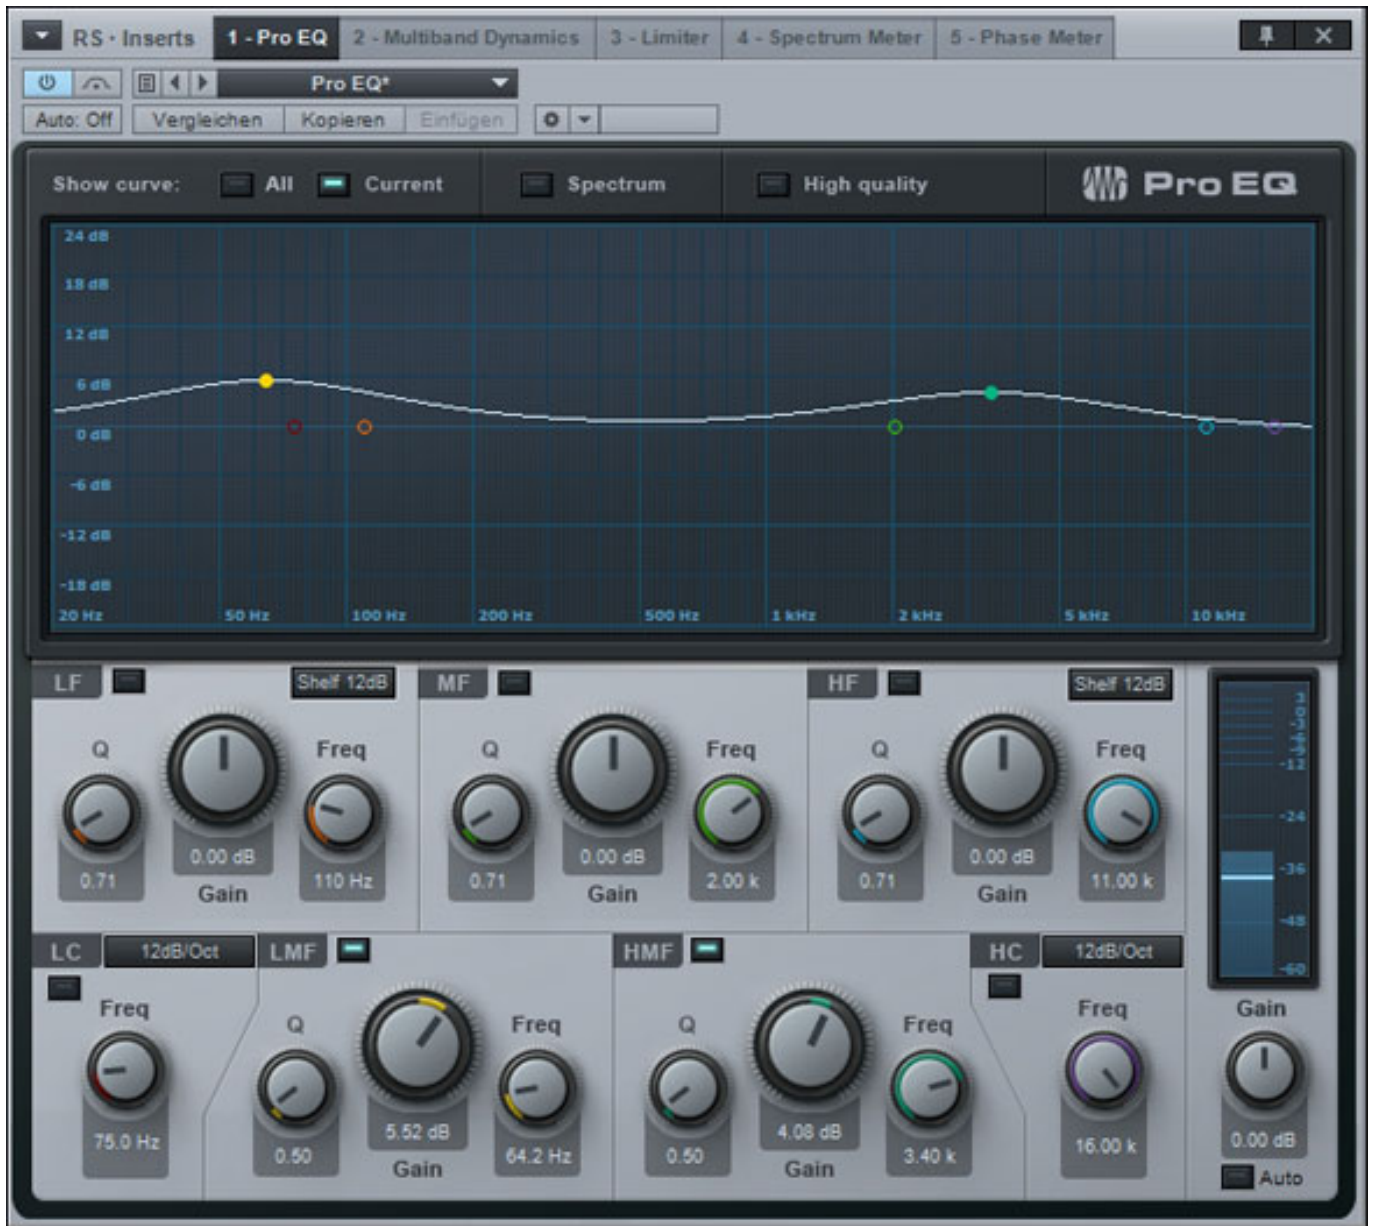 RS · Inserts 1 - Pro EQ 2 - Multiband Dynamics 3 - Limiter 4 - Spectrum Meter 5 - Phase Meter
Pro EQ*
Auto: Off Vergleichen Kopieren Einfügen
Show curve: All Current Spectrum High quality Pro EQ
24 dB
18 dB
12 dB
6 dB
0 dB
-6 dB
-12 dB
-18 dB
20 Hz 50 Hz 100 Hz 200 Hz 500 Hz 1 kHz 2 kHz 5 kHz 10 kHz
LF Shelf 12dB MF HF Shelf 12dB
Q Freq Q Freq Q Freq
0.71 0.00 dB 110 Hz 0.71 0.00 dB 2.00 k 0.71 0.00 dB 11.00 k
Gain Gain Gain
3
0
-3
-6
-9
-12
-24
-36
-48
-60
LC 12dB/Oct LMF HMF HC 12dB/Oct
Freq Q Freq Q Freq Freq Gain
75.0 Hz 0.50 5.52 dB 64.2 Hz 0.50 4.08 dB 3.40 k 16.00 k 0.00 dB
Gain Gain Auto